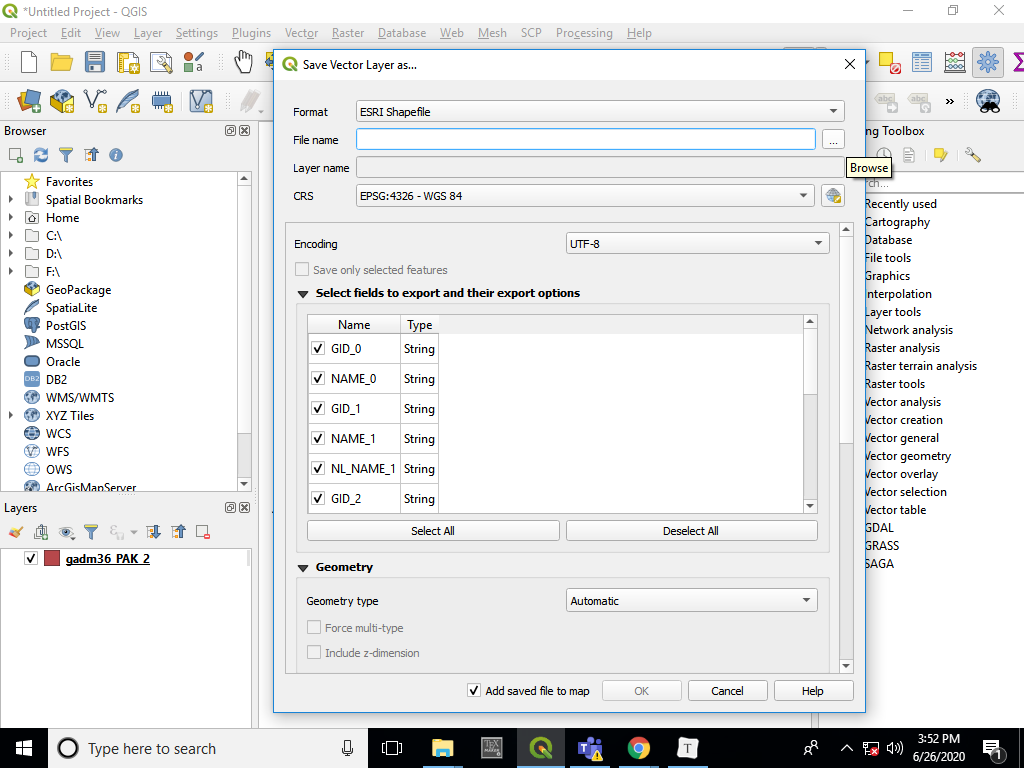 *Untitled Project - QGIS
Project Edit View Layer Settings Plugins Vector Raster Database Web Mesh SCP Processing Help
Save Vector Layer as...
Format ESRI Shapefile
File name ...
Layer name
CRS EPSG:4326 - WGS 84
Browse
Encoding UTF-8
Save only selected features
Select fields to export and their export options
Name Type
GID_0 String
NAME_0 String
GID_1 String
NAME_1 String
NL_NAME_1 String
GID_2 String
Select All Deselect All
Geometry
Geometry type Automatic
Force multi-type
Include z-dimension
Add saved file to map OK Cancel Help
Browser
Favorites
Spatial Bookmarks
Home
C:\
D:\
F:\
GeoPackage
SpatiaLite
PostGIS
MSSQL
Oracle
DB2 DB2
WMS/WMTS
XYZ Tiles
WCS
WFS
OWS
ArcGisMapServer
Layers
gadm36_PAK_2
abc abc »
ng Toolbox
rch...
Recently used
Cartography
Database
File tools
Graphics
Interpolation
Layer tools
Network analysis
Raster analysis
Raster terrain analysis
Raster tools
Vector analysis
Vector creation
Vector general
Vector geometry
Vector overlay
Vector selection
Vector table
GDAL
GRASS
SAGA
Type here to search
T
T
3:52 PM
6/26/2020
1